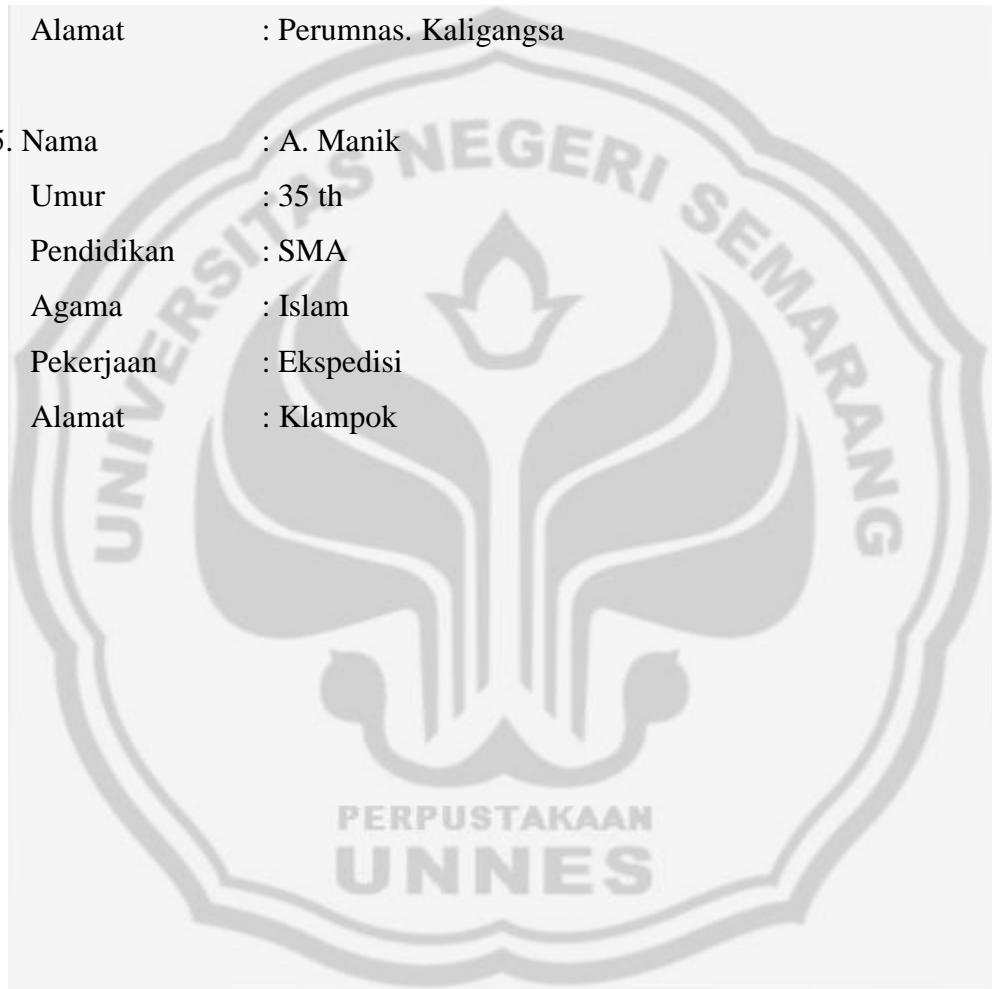 Alamat : Perumnas. Kaligangsa
5. Nama : A. Manik
Umur : 35 th
Pendidikan : SMA
Agama : Islam
Pekerjaan : Ekspedisi
Alamat : Klampok
UNIVERSITAS NEGERI SEMARANG
PERPUSTAKAAN
UNNES